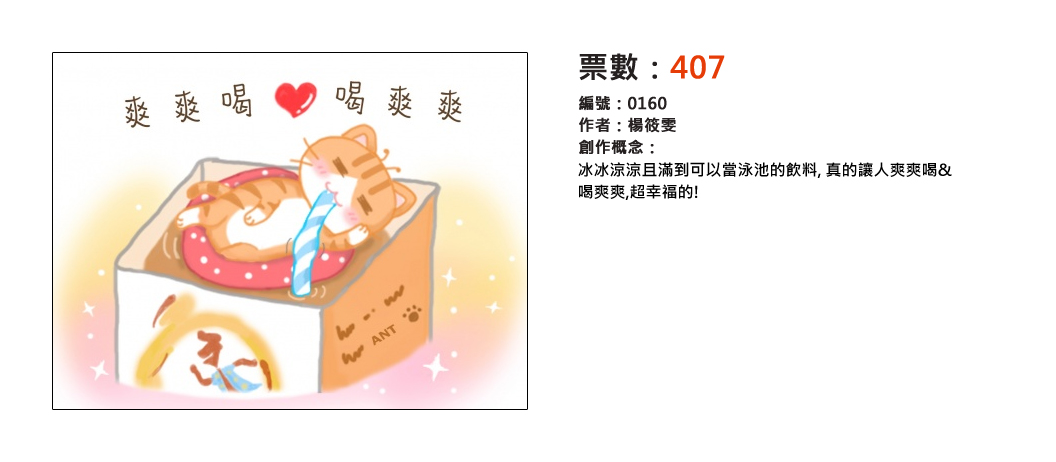 爽爽喝 喝爽爽
ANT
票數：407
編號：0160
作者：楊筱雯
創作概念：
冰冰涼涼且滿到可以當泳池的飲料, 真的讓人爽爽喝&
喝爽爽,超幸福的!